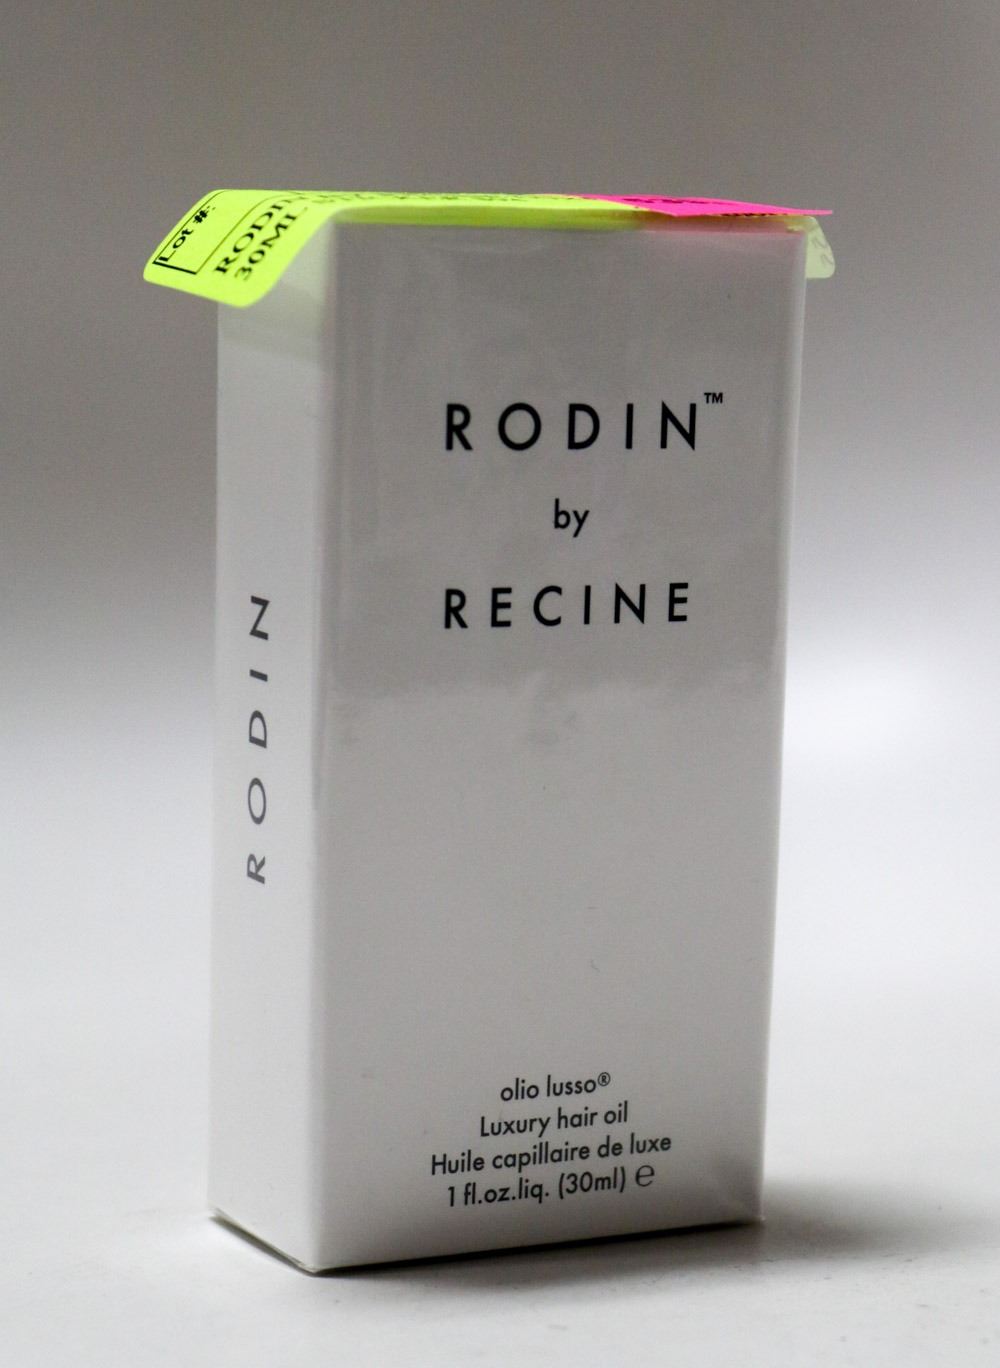 Lot #:
RODIN
30ML
RODIN™
by
RECINE
RODIN
olio lusso®
Luxury hair oil
Huile capillaire de luxe
1 fl.oz.liq. (30ml) ℮